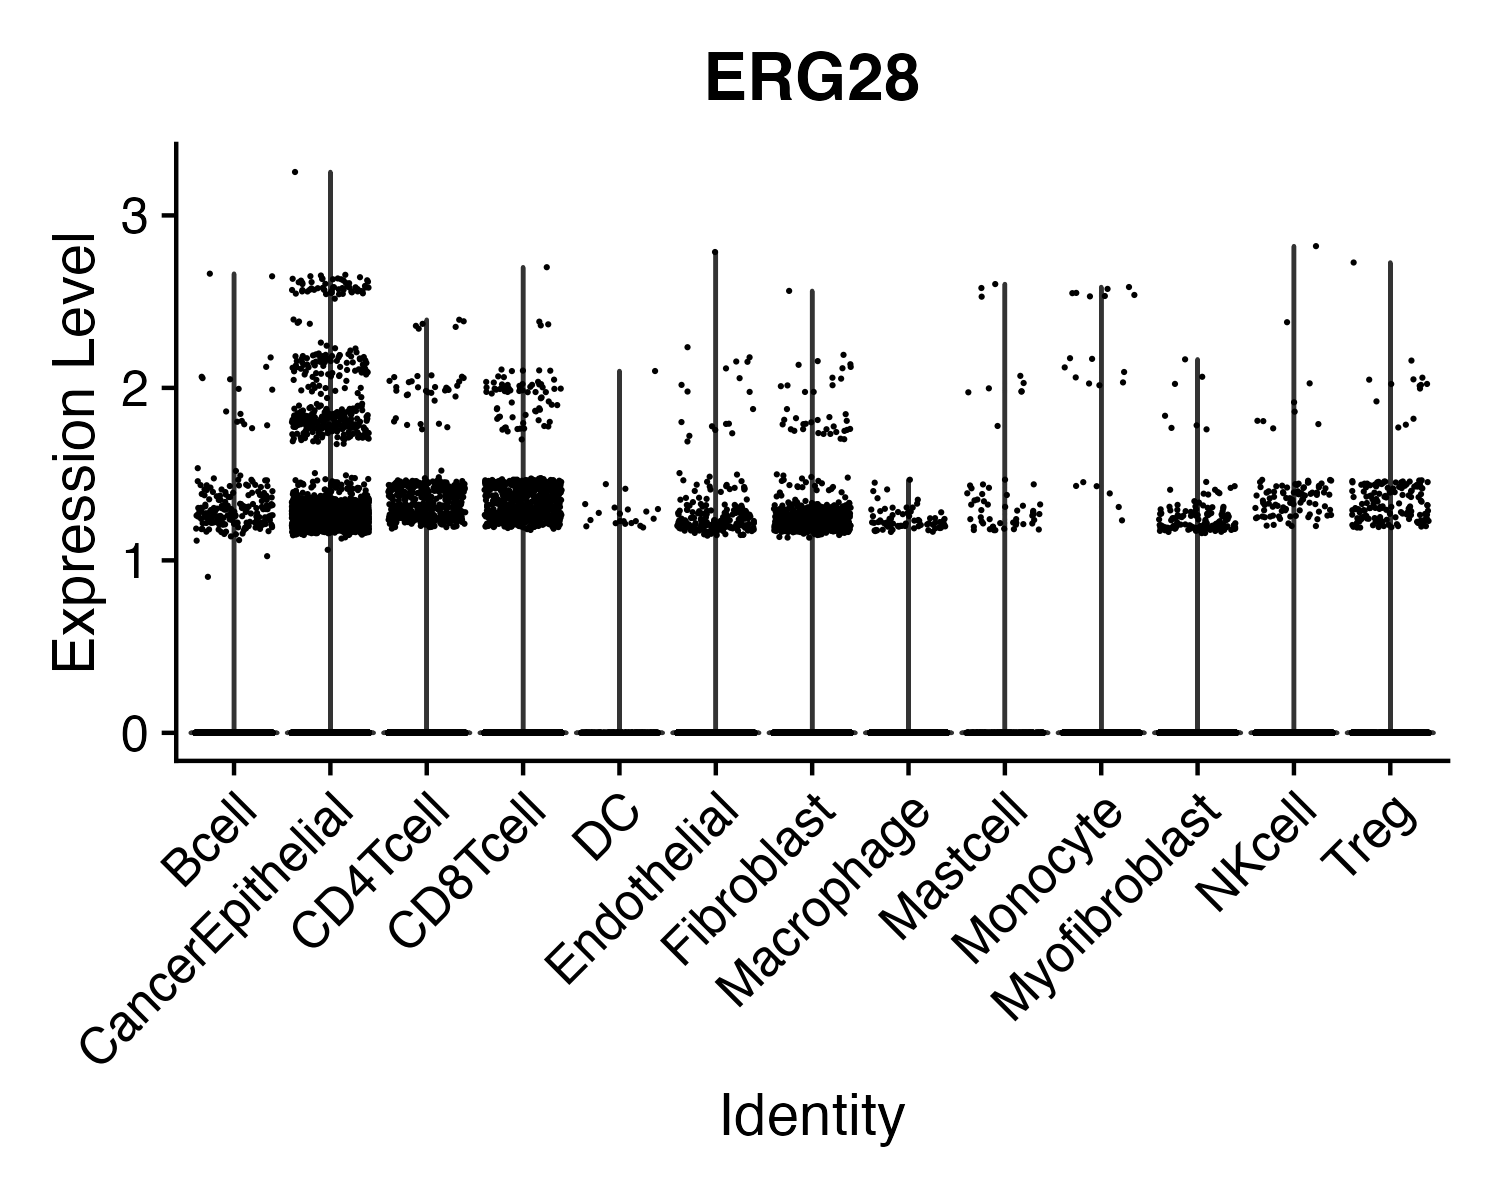 ERG28
Expression Level
3
2
1
0
Bcell
CancerEpithelial
CD4Tcell
CD8Tcell
DC
Endothelial
Fibroblast
Macrophage
Mastcell
Monocyte
Myofibroblast
NKcell
Treg
Identity